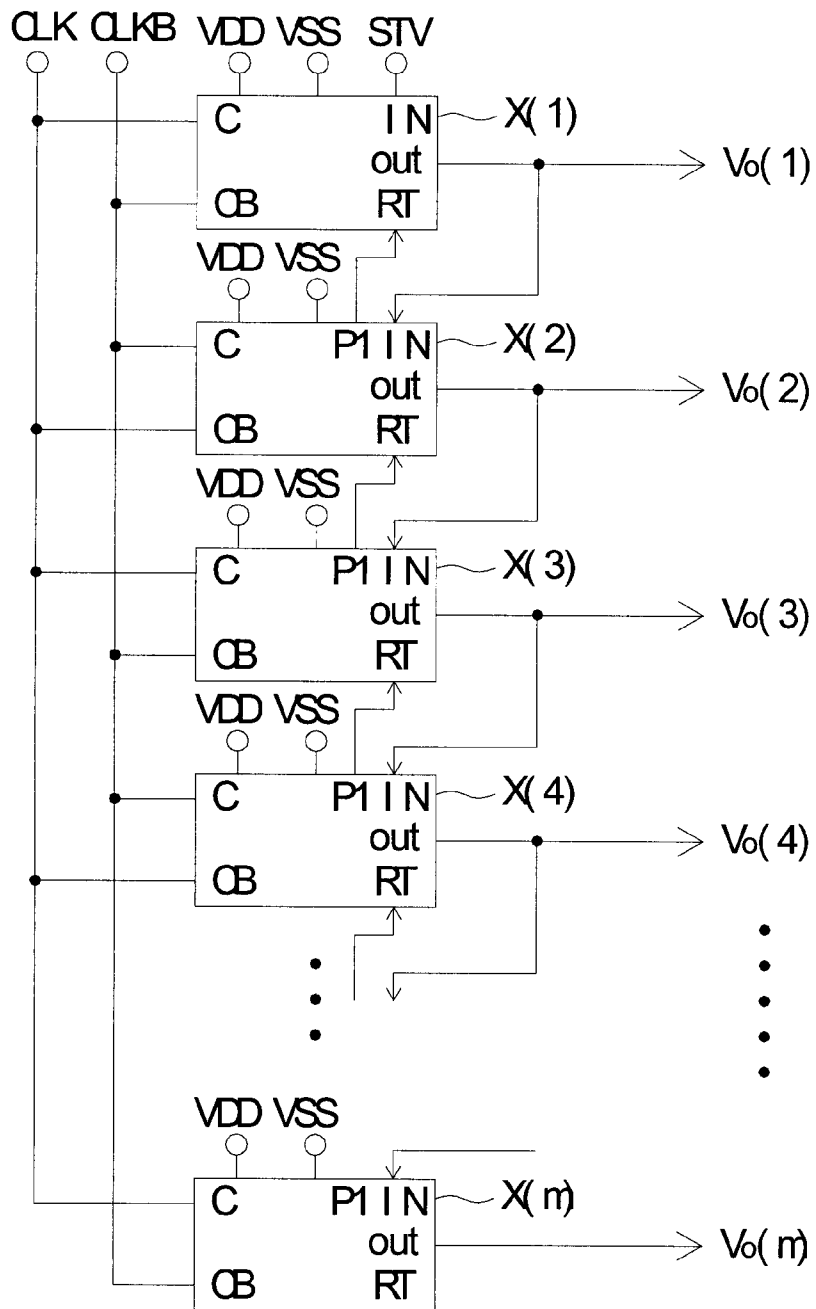 CLK CLKB VDD VSS STV
C IN X(1)
out Vo(1)
CB RT
VDD VSS
C P1 IN X(2)
out Vo(2)
CB RT
VDD VSS
C P1 IN X(3)
out Vo(3)
CB RT
VDD VSS
C P1 IN X(4)
out Vo(4)
CB RT
VDD VSS
C P1 IN X(m)
out Vo(m)
CB RT